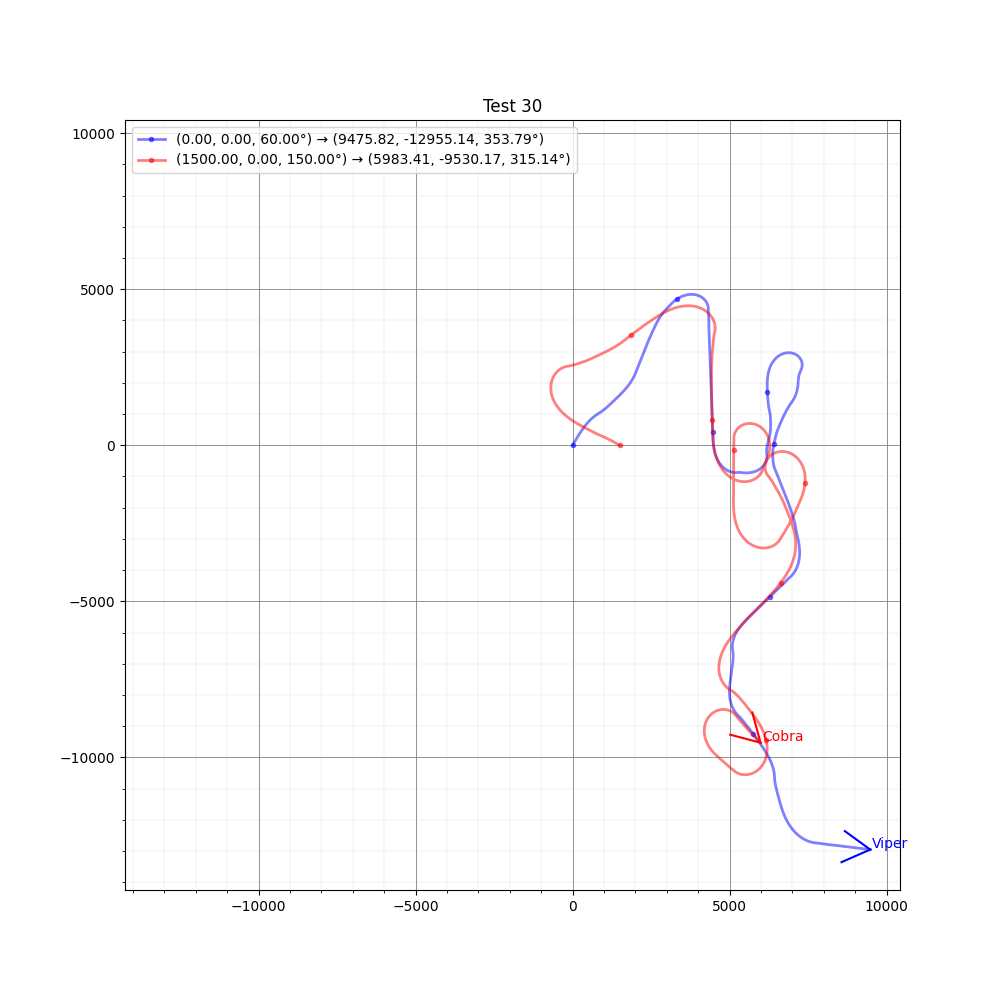 Test 30
(0.00, 0.00, 60.00°) → (9475.82, -12955.14, 353.79°)
(1500.00, 0.00, 150.00°) → (5983.41, -9530.17, 315.14°)
10000
5000
0
−5000
−10000
Cobra
Viper
−10000
−5000
0
5000
10000